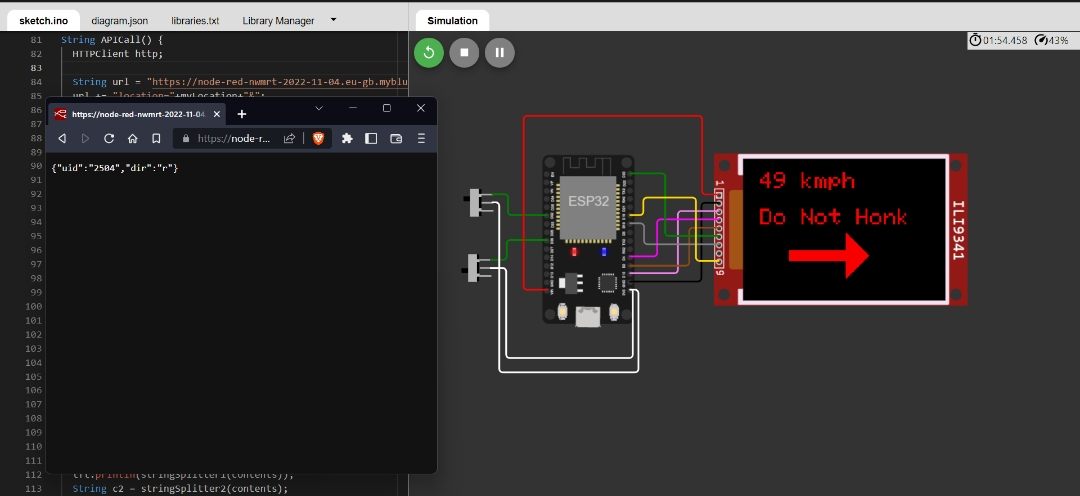 sketch.ino diagram.json libraries.txt Library Manager
Simulation
01:54.458 43%
81 String APICall() {
82 HTTPClient http;
83
84 String url = "https://node-red-nwmrt-2022-11-04.eu-gb.myblu
85 url += "location="+myLocation+"&";
86
87
88
89
90
91
92
93
94
95
96
97
98
99
100
101
102
103
104
105
106
107
108
109
110
111
112 (stringSplitter1(contents));
113 String c2 = stringSplitter2(contents);
https://node-red-nwmrt-2022-11-04.
https://node-r...
{"uid":"2504","dir":"r"}
ESP32
1
9
49 kmph
Do Not Honk
ILI9341